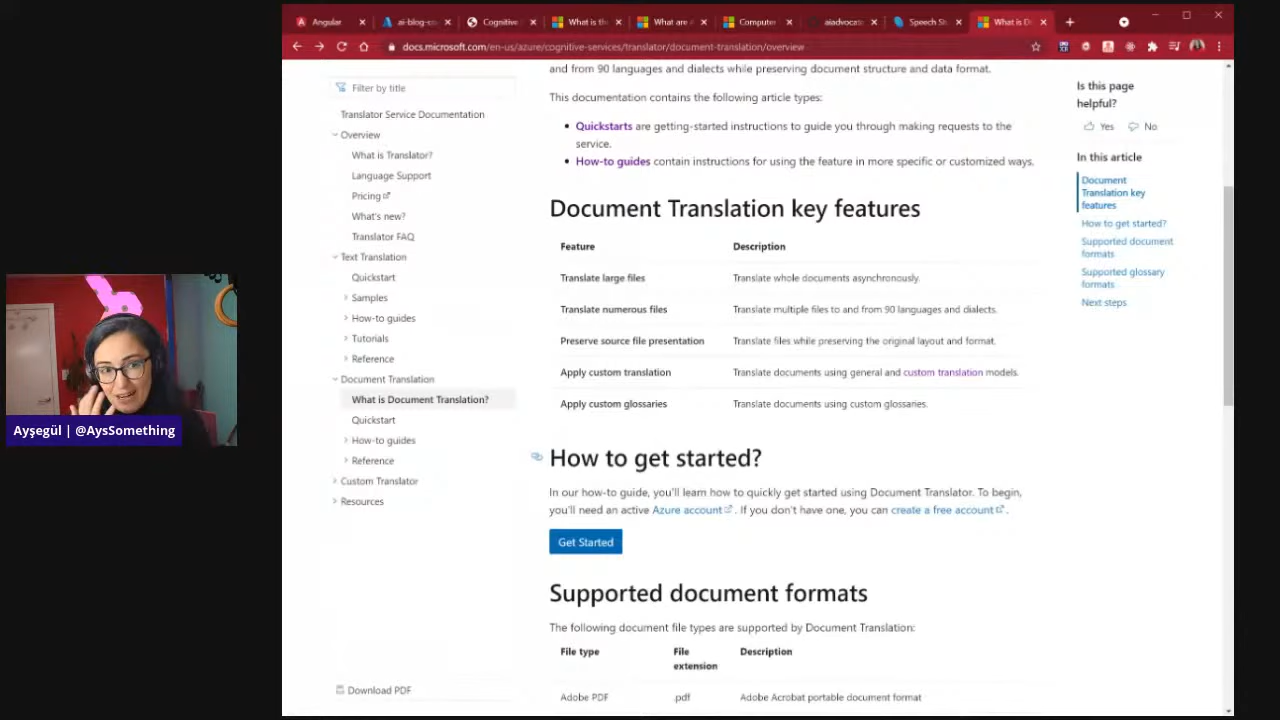 Angular
ai-blog-co
Cognitive
What is th
What are
Computer
aiadvocas
Speech St
What is D
docs.microsoft.com/en-us/azure/cognitive-services/translator/document-translation/overview
Filter by title
Translator Service Documentation
Overview
What is Translator?
Language Support
Pricing
What's new?
Translator FAQ
Text Translation
Quickstart
Samples
How-to guides
Tutorials
Reference
Document Translation
What is Document Translation?
Quickstart
How-to guides
Reference
Custom Translator
Resources
Download PDF
and from 90 languages and dialects while preserving document structure and data format.
This documentation contains the following article types:
• Quickstarts are getting-started instructions to guide you through making requests to the
service.
• How-to guides contain instructions for using the feature in more specific or customized ways.
Document Translation key features
Feature Description
Translate large files Translate whole documents asynchronously.
Translate numerous files Translate multiple files to and from 90 languages and dialects.
Preserve source file presentation Translate files while preserving the original layout and format.
Apply custom translation Translate documents using general and custom translation models.
Apply custom glossaries Translate documents using custom glossaries.
How to get started?
In our how-to guide, you'll learn how to quickly get started using Document Translator. To begin,
you'll need an active Azure account. If you don't have one, you can create a free account.
Get Started
Supported document formats
The following document file types are supported by Document Translation:
File type File Description
extension
Adobe PDF .pdf Adobe Acrobat portable document format
Is this page
helpful?
Yes No
In this article
Document
Translation key
features
How to get started?
Supported document
formats
Supported glossary
formats
Next steps
Ayşegül | @AysSomething